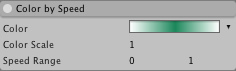 Color by Speed
Color
Color Scale 1
Speed Range 0 1